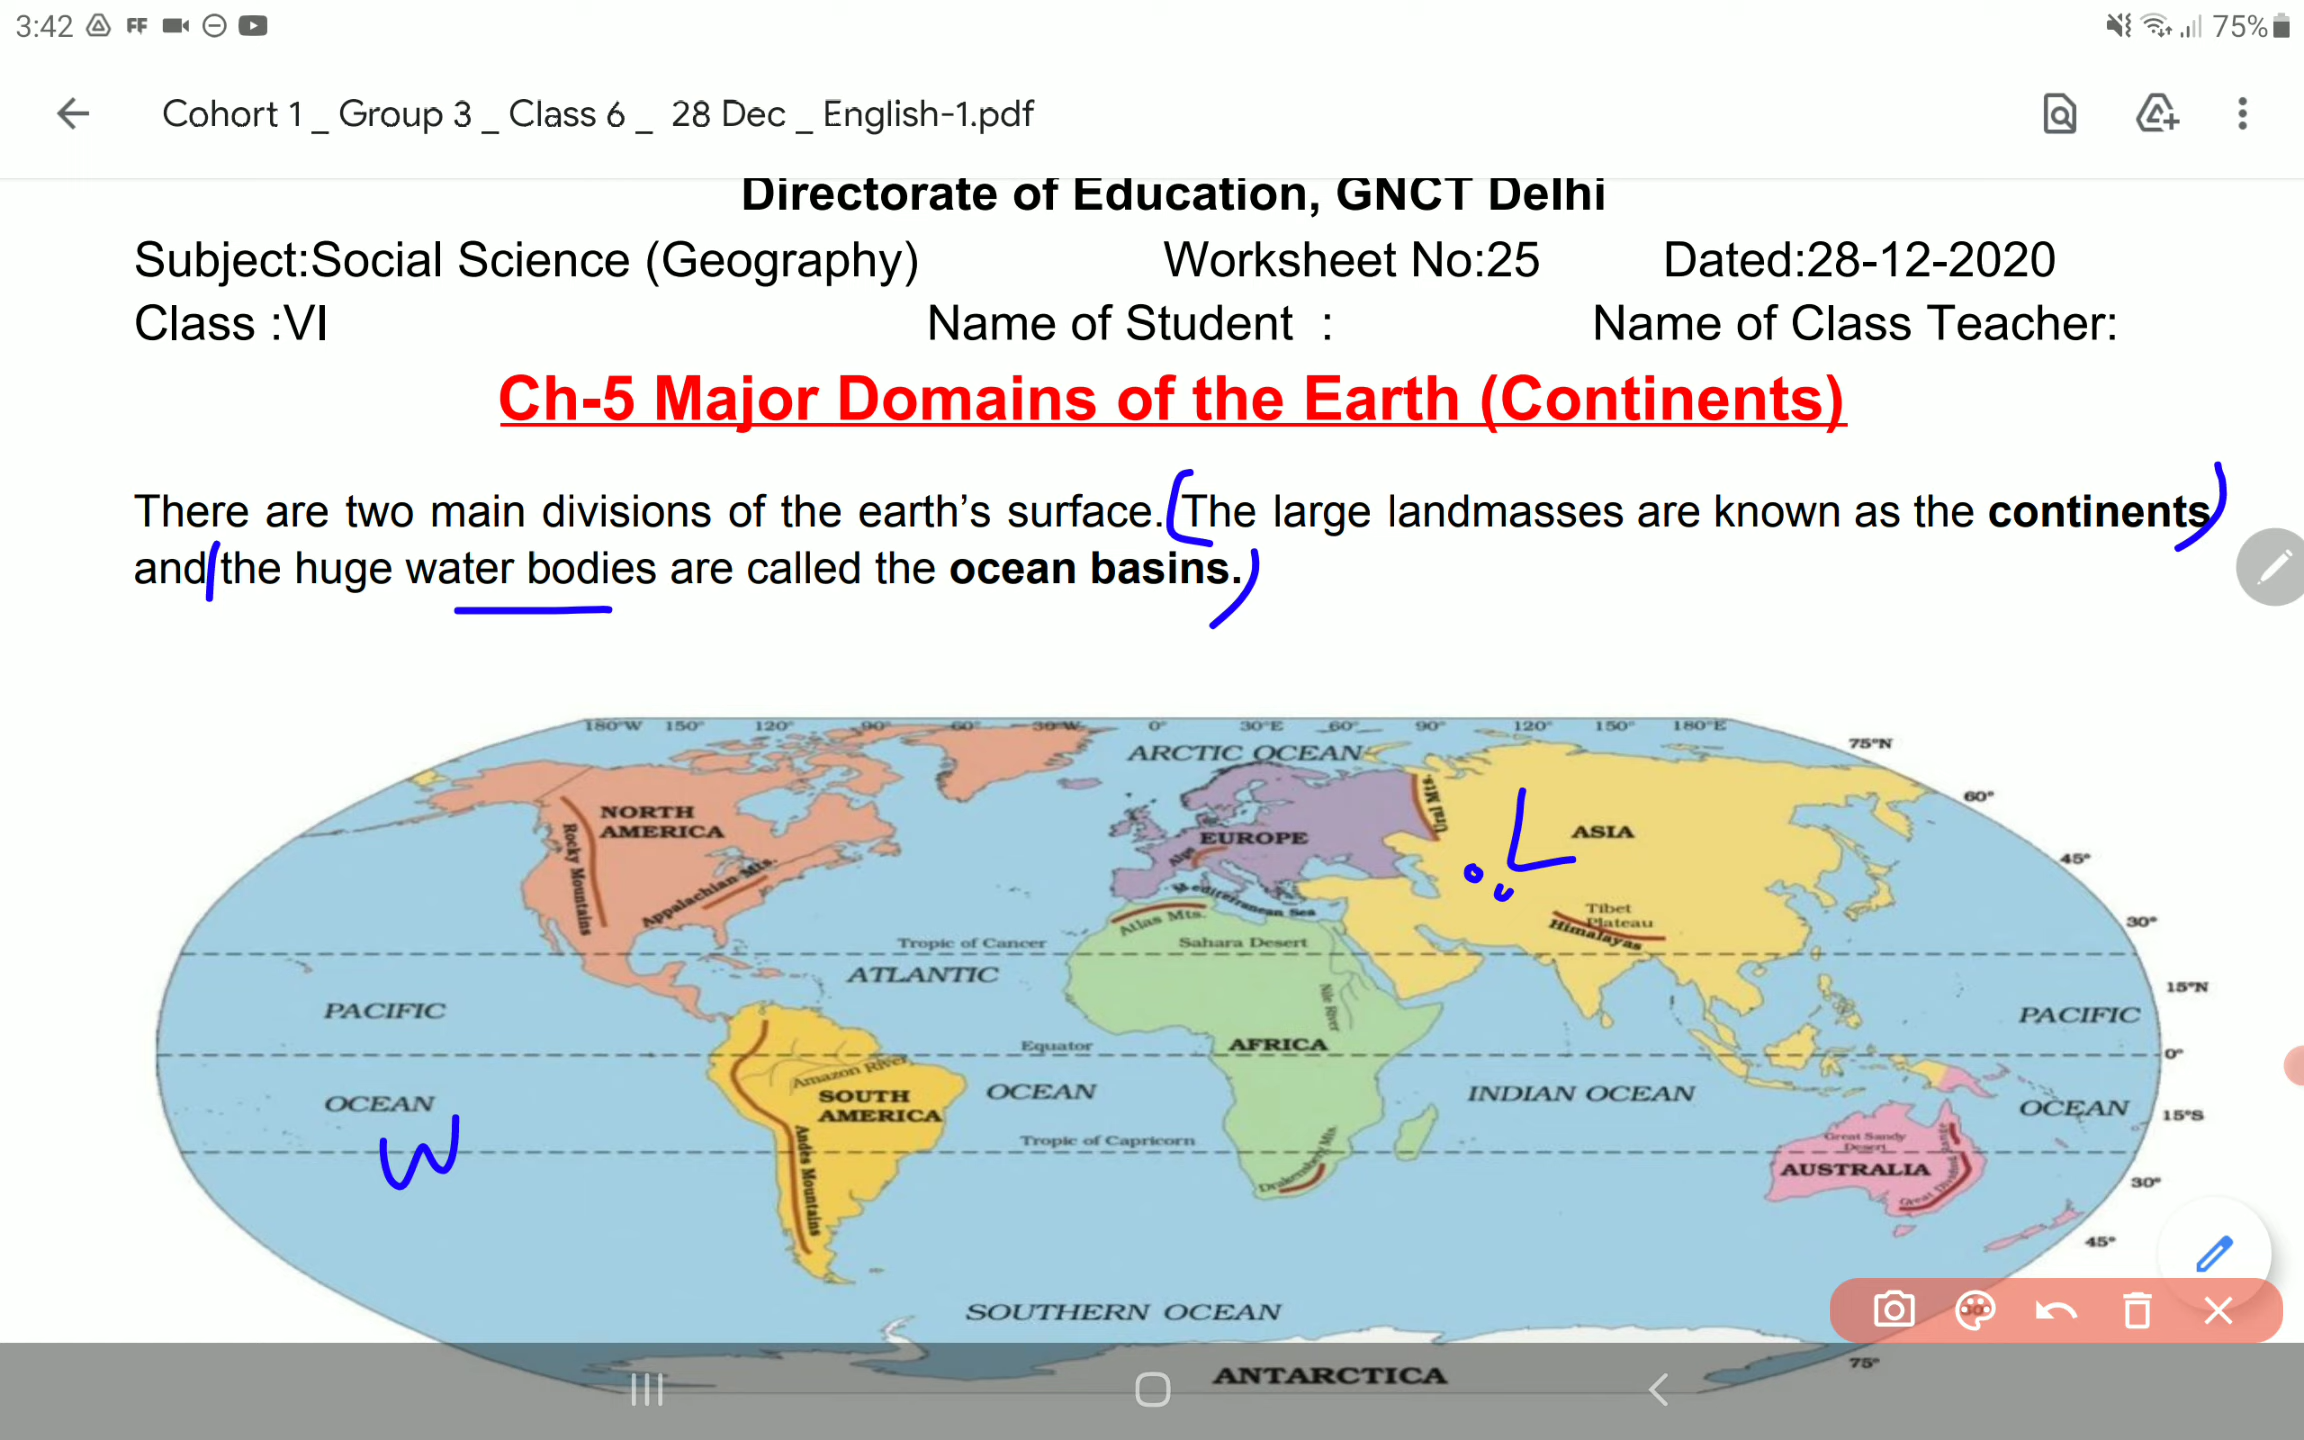 3:42 FF 75%
Cohort 1 _ Group 3 _ Class 6 _ 28 Dec _ English-1.pdf
Directorate of Education, GNCT Delhi
Subject:Social Science (Geography) Worksheet No:25 Dated:28-12-2020
Class :VI Name of Student : Name of Class Teacher:
Ch-5 Major Domains of the Earth (Continents)
There are two main divisions of the earth's surface. The large landmasses are known as the continents
and the huge water bodies are called the ocean basins.
180°W 150° 120° 90° 60° 30°W 0° 30°E 60° 90° 120° 150° 180°E
75°N
ARCTIC OCEAN
60°
NORTH
AMERICA
Rocky Mountains
Appalachian Mts.
EUROPE
Alps
Ural Mts.
ASIA
L
45°
Mediterranean Sea
Atlas Mts.
Tibet
Plateau
Himalayas
30°
Tropic of Cancer
Sahara Desert
ATLANTIC
Nile River
15°N
PACIFIC
PACIFIC
Equator
AFRICA
0°
Amazon River
SOUTH
AMERICA
OCEAN
INDIAN OCEAN
OCEAN
OCEAN
15°S
W
Tropic of Capricorn
Andes Mountains
Drakensberg Mts.
Great Sandy
Desert
AUSTRALIA
Great Dividing Range
30°
45°
SOUTHERN OCEAN
ANTARCTICA
75°